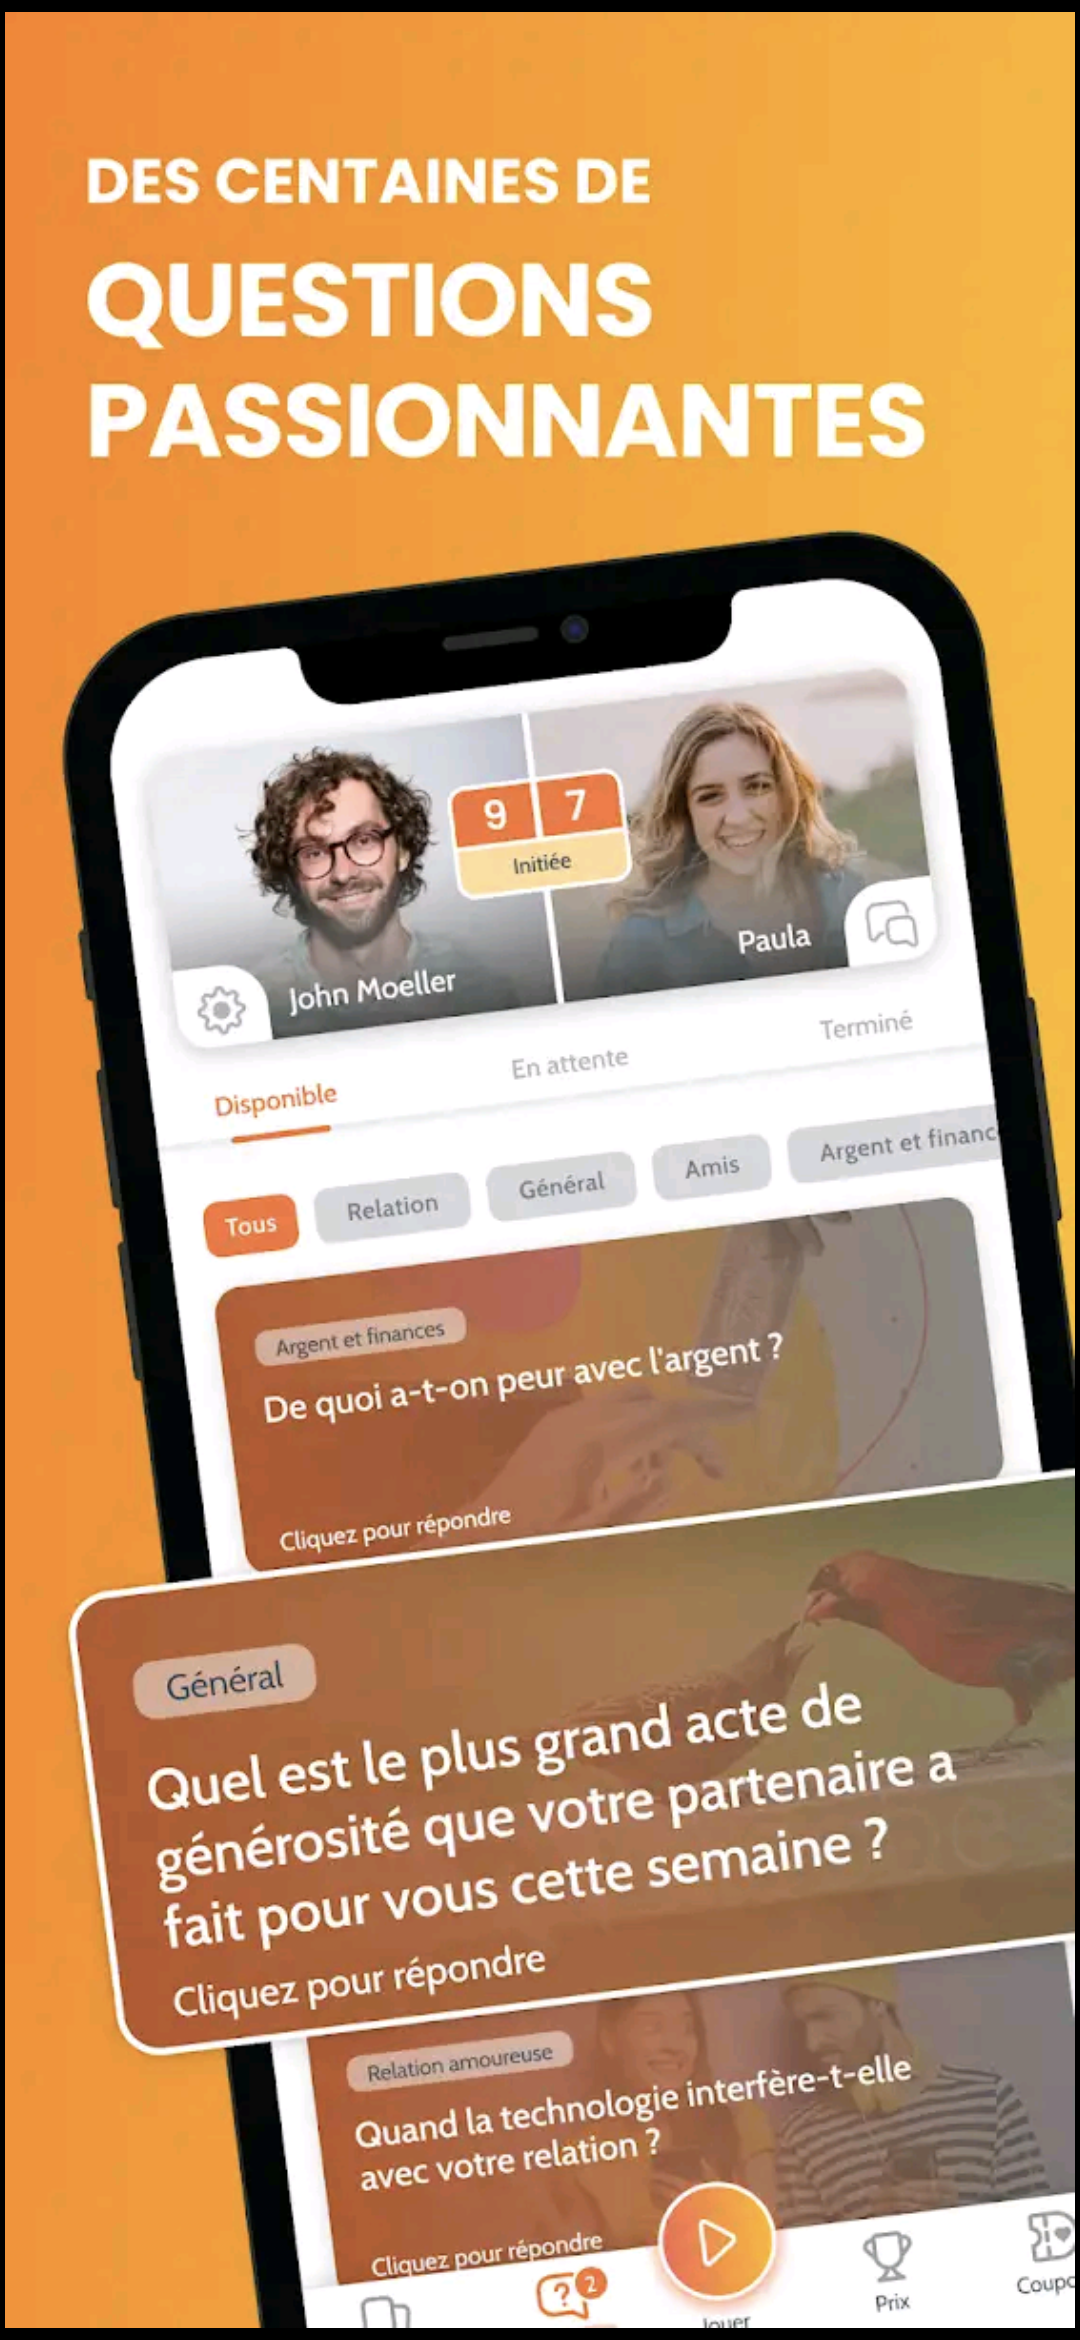 DES CENTAINES DE
QUESTIONS
PASSIONNANTES
9 7
Initiée
John Moeller
Paula
Disponible
En attente
Terminé
Tous
Relation
Général
Amis
Argent et financ
Argent et finances
De quoi a-t-on peur avec l'argent ?
Cliquez pour répondre
Général
Quel est le plus grand acte de
générosité que votre partenaire a
fait pour vous cette semaine ?
Cliquez pour répondre
Relation amoureuse
Quand la technologie interfère-t-elle
avec votre relation ?
Cliquez pour répondre
?
2
Jouer
Prix
Coupo